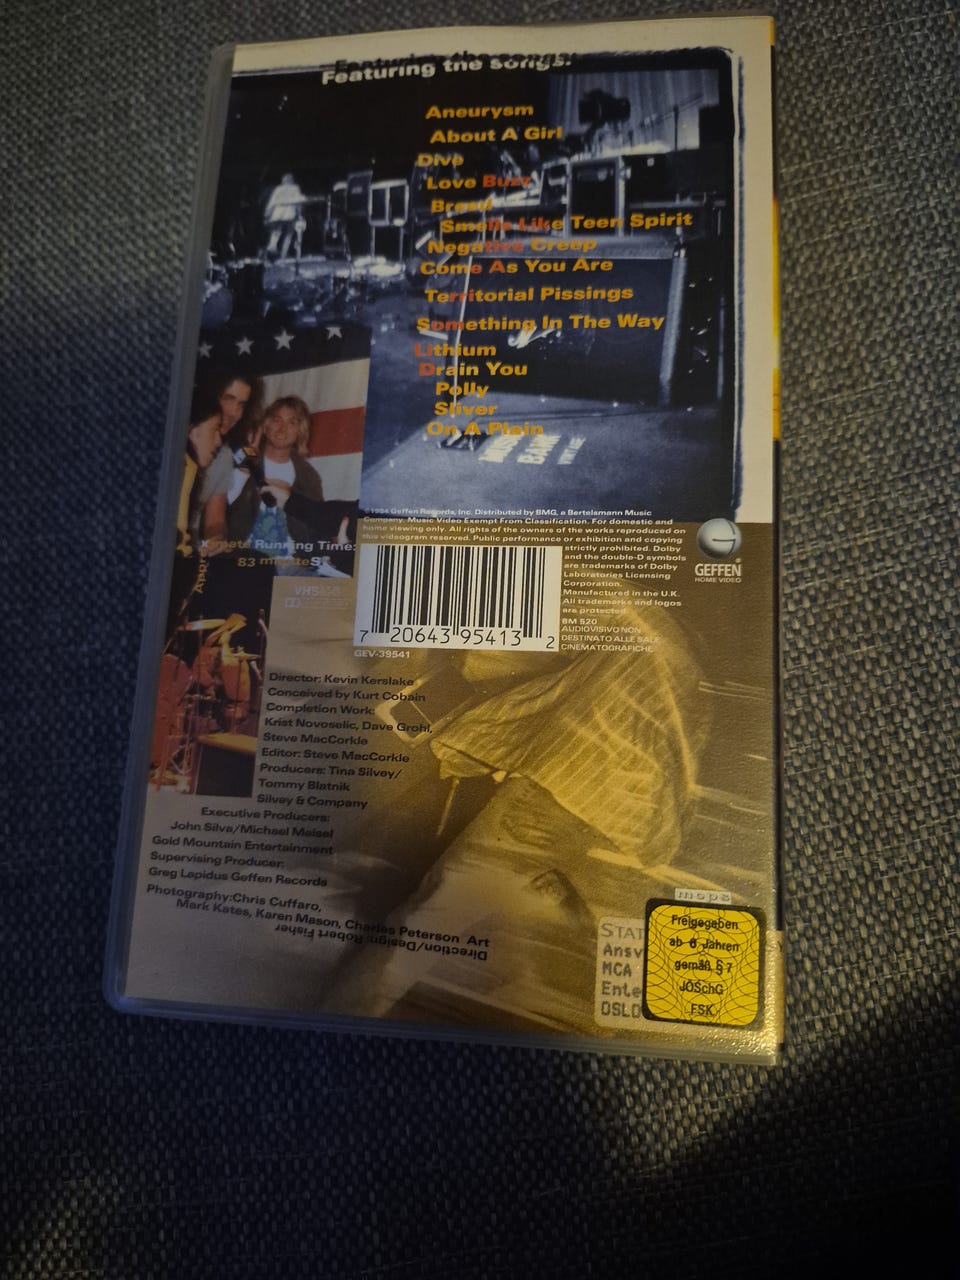 Featuring the songs:
Aneurysm
About A Girl
Dive
Love Buzz
Breed
Smells Like Teen Spirit
Negative Creep
Come As You Are
Territorial Pissings
Something In The Way
Lithium
Drain You
Polly
Sliver
On A Plain
©1994 Geffen Records, Inc. Distributed by BMG, a Bertelsmann Music
Company. Music Video Exempt From Classification. For domestic and
home viewing only. All rights of the owners of the works reproduced on
this videogram reserved. Public performance or exhibition and copying
strictly prohibited. Dolby
and the double-D symbols
are trademarks of Dolby
Laboratories Licensing
Corporation.
Manufactured in the U.K.
All trademarks and logos
are protected.
BM 520
AUDIOVISIVO NON
DESTINATO ALLE SALE
CINEMATOGRAFICHE
GEFFEN
HOME VIDEO
Running Time:
83 minuteS
VHS
7 20643 95413 2
GEV-39541
Director: Kevin Kerslake
Conceived by Kurt Cobain
Completion Work:
Krist Novoselic, Dave Grohl,
Steve MacCorkle
Editor: Steve MacCorkle
Producers: Tina Silvey/
Tommy Blatnik
Silvey & Company
Executive Producers:
John Silva/Michael Meisel
Gold Mountain Entertainment
Supervising Producer:
Greg Lapidus Geffen Records
Photography:Chris Cuffaro,
Mark Kates, Karen Mason, Charles Peterson Art
Direction/Design: Robert Fisher
mops
STAT
Ansv
MCA
Ente
OSLO
Freigegeben
ab 6 Jahren
gemäß § 7
JÖSchG
FSK